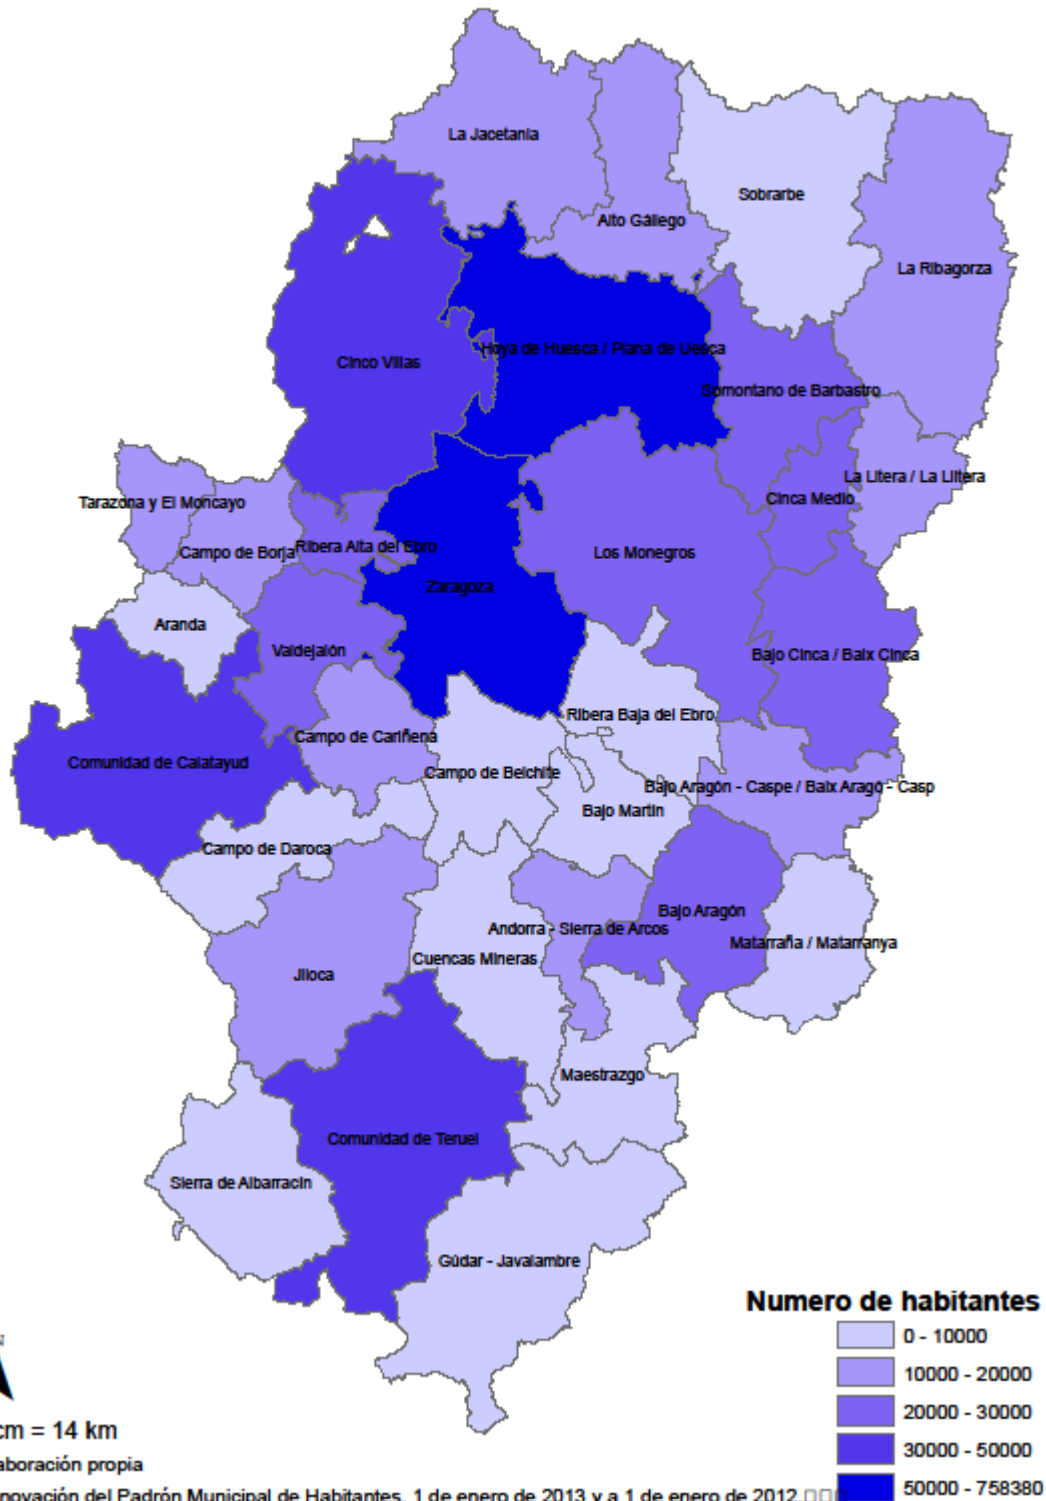 La Jacetania
Sobrarbe
Alto Gállego
La Ribagorza
Hoya de Huesca / Plana de Uesca
Cinco Villas
Somontano de Barbastro
La Litera / La Llitera
Cinca Medio
Tarazona y El Moncayo
Campo de Borja
Ribera Alta del Ebro
Los Monegros
Zaragoza
Aranda
Valdejalón
Bajo Cinca / Baix Cinca
Ribera Baja del Ebro
Campo de Cariñena
Comunidad de Calatayud
Campo de Belchite
Bajo Aragón - Caspe / Baix Aragó - Casp
Bajo Martín
Campo de Daroca
Bajo Aragón
Andorra - Sierra de Arcos
Matarraña / Matarranya
Cuencas Mineras
Jiloca
Maestrazgo
Comunidad de Teruel
Sierra de Albarracín
Gúdar - Javalambre
Numero de habitantes
0 - 10000
10000 - 20000
20000 - 30000
30000 - 50000
50000 - 758380
cm = 14 km
aboración propia
novación del Padrón Municipal de Habitantes, 1 de enero de 2013 y a 1 de enero de 2012.